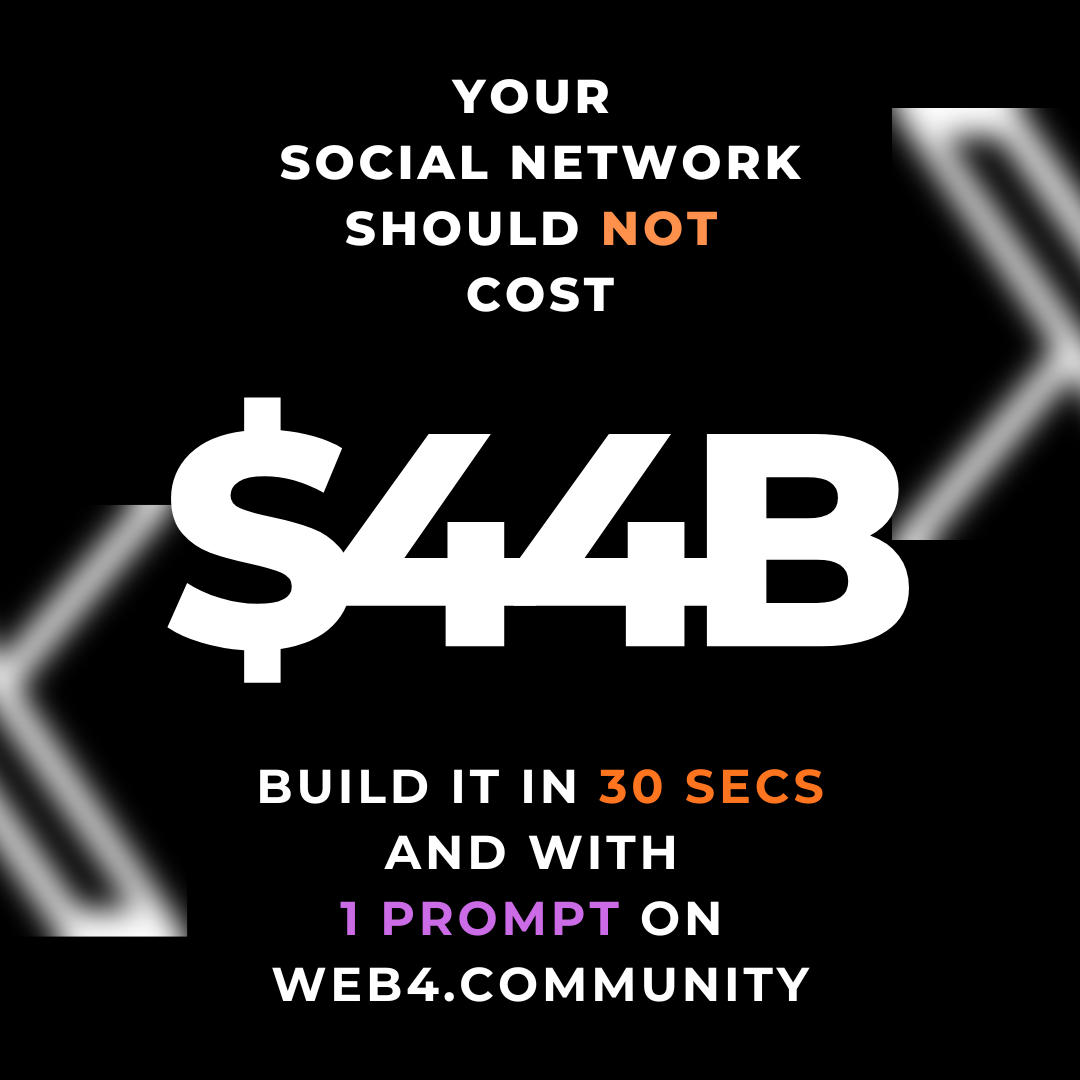 YOUR
SOCIAL NETWORK
SHOULD NOT
COST
$44B
BUILD IT IN 30 SECS
AND WITH
1 PROMPT ON
WEB4.COMMUNITY